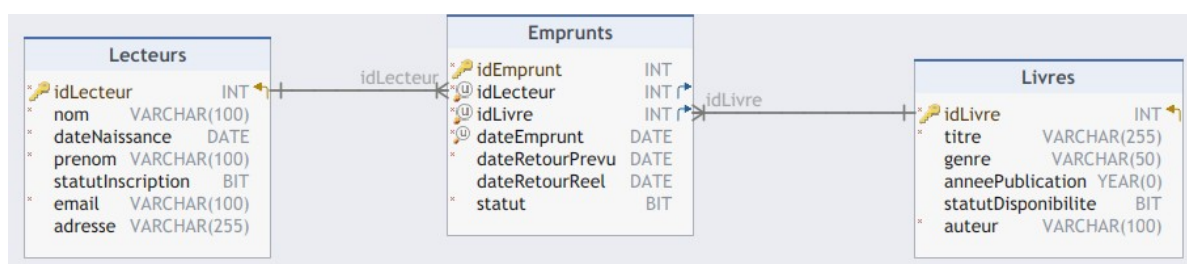 Lecteurs
idLecteur INT
nom VARCHAR(100)
dateNaissance DATE
prenom VARCHAR(100)
statutInscription BIT
email VARCHAR(100)
adresse VARCHAR(255)
idLecteur
Emprunts
idEmprunt INT
idLecteur INT
idLivre INT
dateEmprunt DATE
dateRetourPrevu DATE
dateRetourReel DATE
statut BIT
idLivre
Livres
idLivre INT
titre VARCHAR(255)
genre VARCHAR(50)
anneePublication YEAR(0)
statutDisponibilite BIT
auteur VARCHAR(100)